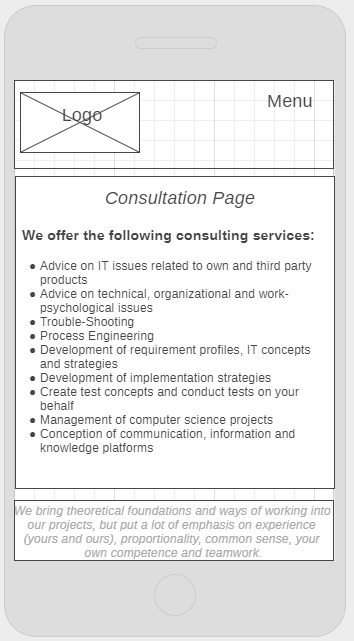 Logo
Menu
Consultation Page
We offer the following consulting services:
● Advice on IT issues related to own and third party
products
● Advice on technical, organizational and work-
psychological issues
● Trouble-Shooting
● Process Engineering
● Development of requirement profiles, IT concepts
and strategies
● Development of implementation strategies
● Create test concepts and conduct tests on your
behalf
● Management of computer science projects
● Conception of communication, information and
knowledge platforms
We bring theoretical foundations and ways of working into
our projects, but put a lot of emphasis on experience
(yours and ours), proportionality, common sense, your
own competence and teamwork.